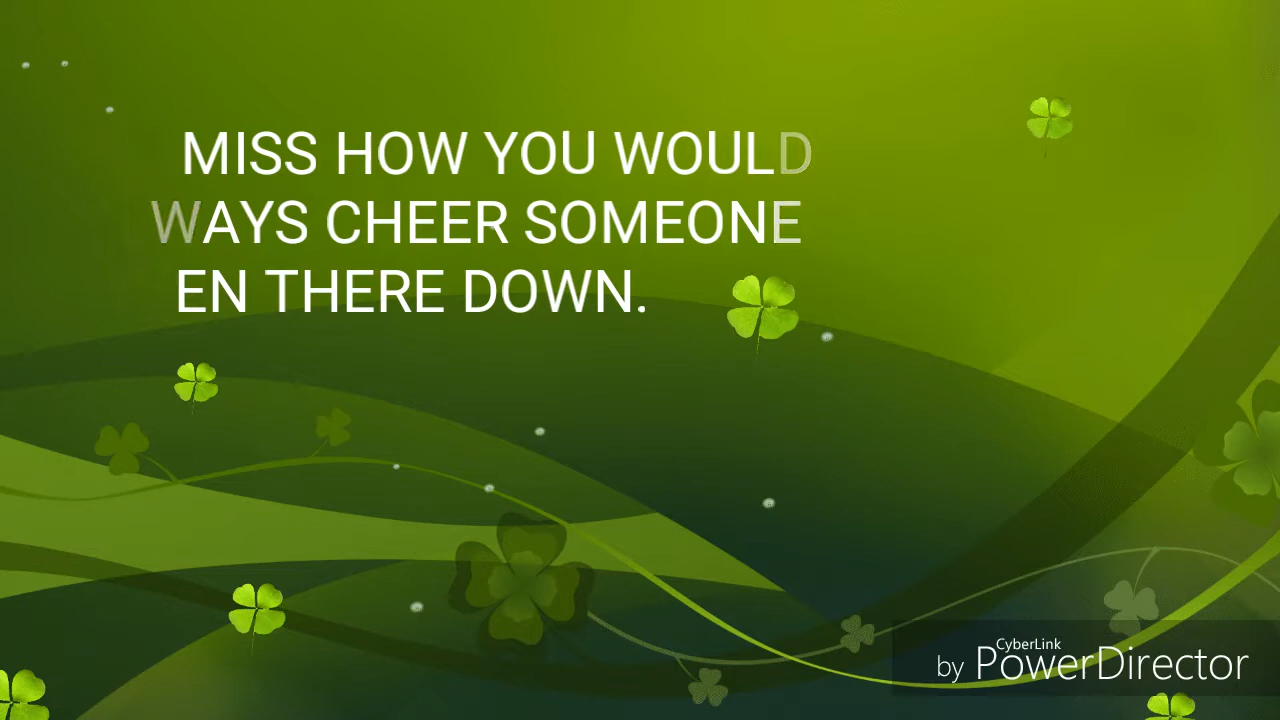 MISS HOW YOU WOULD
WAYS CHEER SOMEONE
EN THERE DOWN.
CyberLink
by PowerDirector